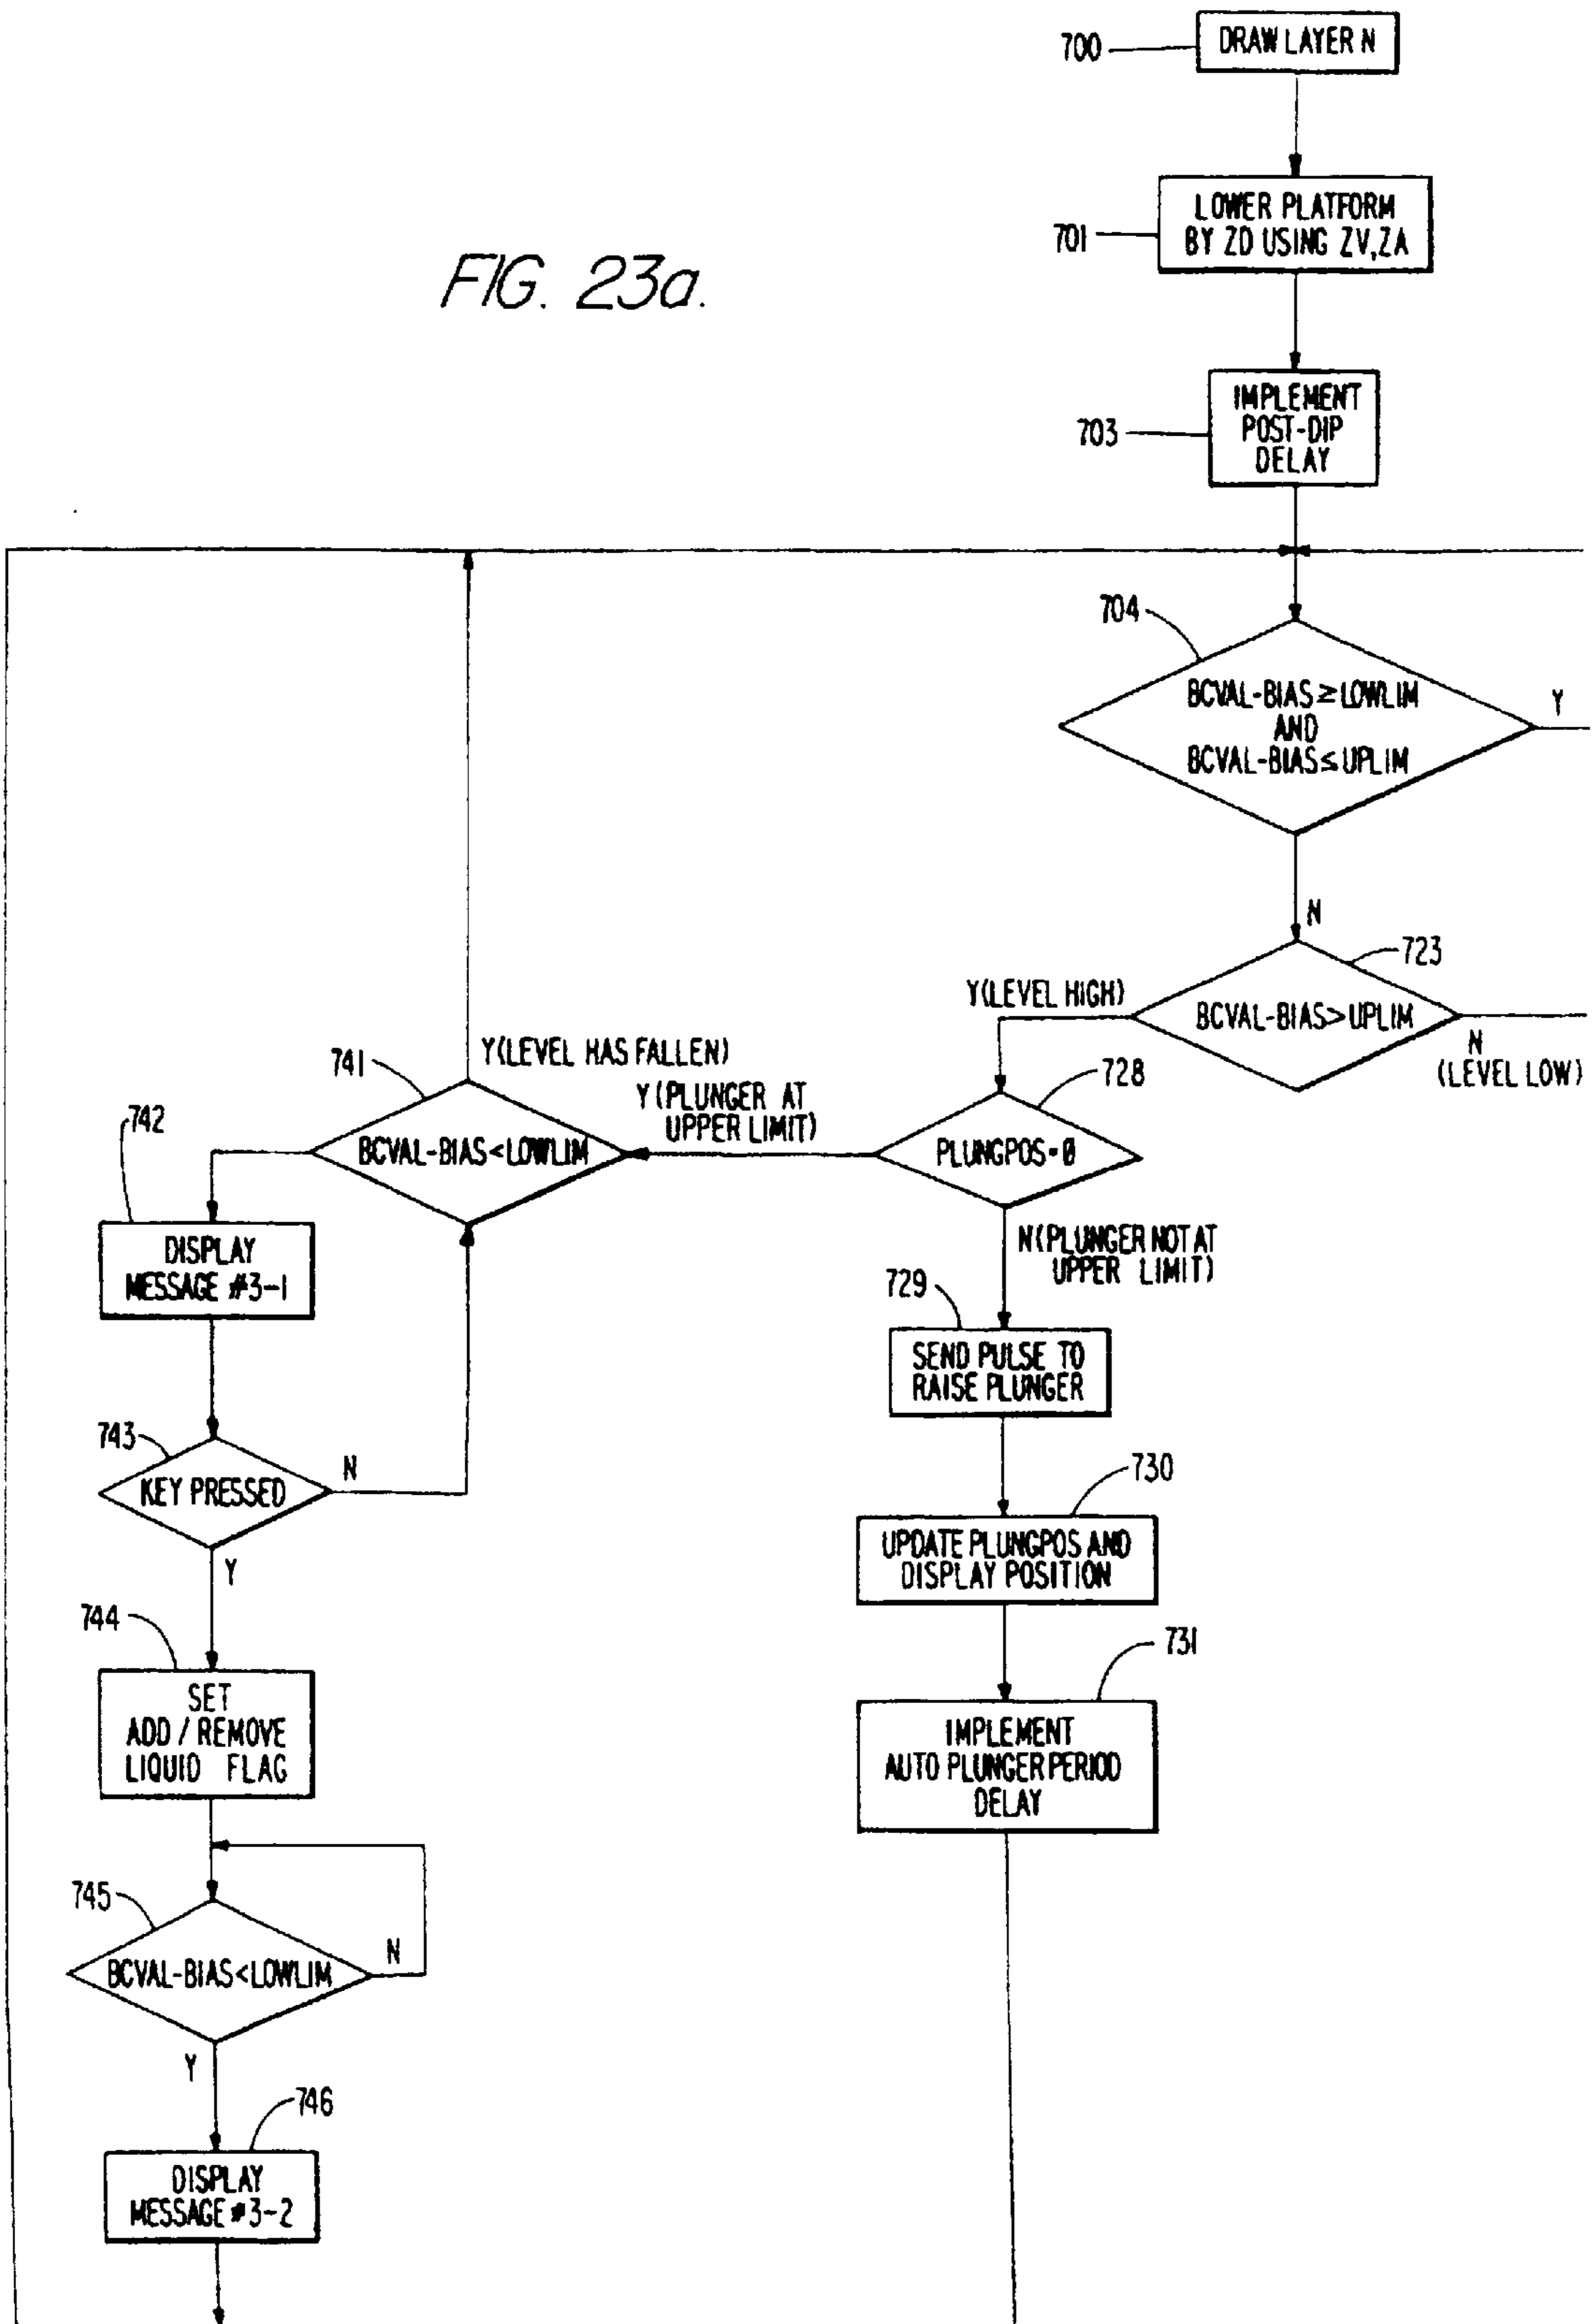 700
DRAW LAYER N
701
LOWER PLATFORM
BY ZD USING ZV,ZA
FIG. 23a.
703
IMPLEMENT
POST-DIP
DELAY
704
BCVAL-BIAS≥LOWLIM
AND
BCVAL-BIAS≤UPLIM
Y
N
723
BCVAL-BIAS>UPLIM
Y(LEVEL HIGH)
N
(LEVEL LOW)
728
PLUNGPOS=0
Y(PLUNGER AT
UPPER LIMIT)
N(PLUNGER NOT AT
UPPER LIMIT)
741
Y(LEVEL HAS FALLEN)
BCVAL-BIAS<LOWLIM
742
DISPLAY
MESSAGE #3-1
743
KEY PRESSED
N
Y
744
SET
ADD / REMOVE
LIQUID FLAG
745
BCVAL-BIAS<LOWLIM
N
Y
746
DISPLAY
MESSAGE #3-2
729
SEND PULSE TO
RAISE PLUNGER
730
UPDATE PLUNGPOS AND
DISPLAY POSITION
731
IMPLEMENT
AUTO PLUNGER PERIOD
DELAY